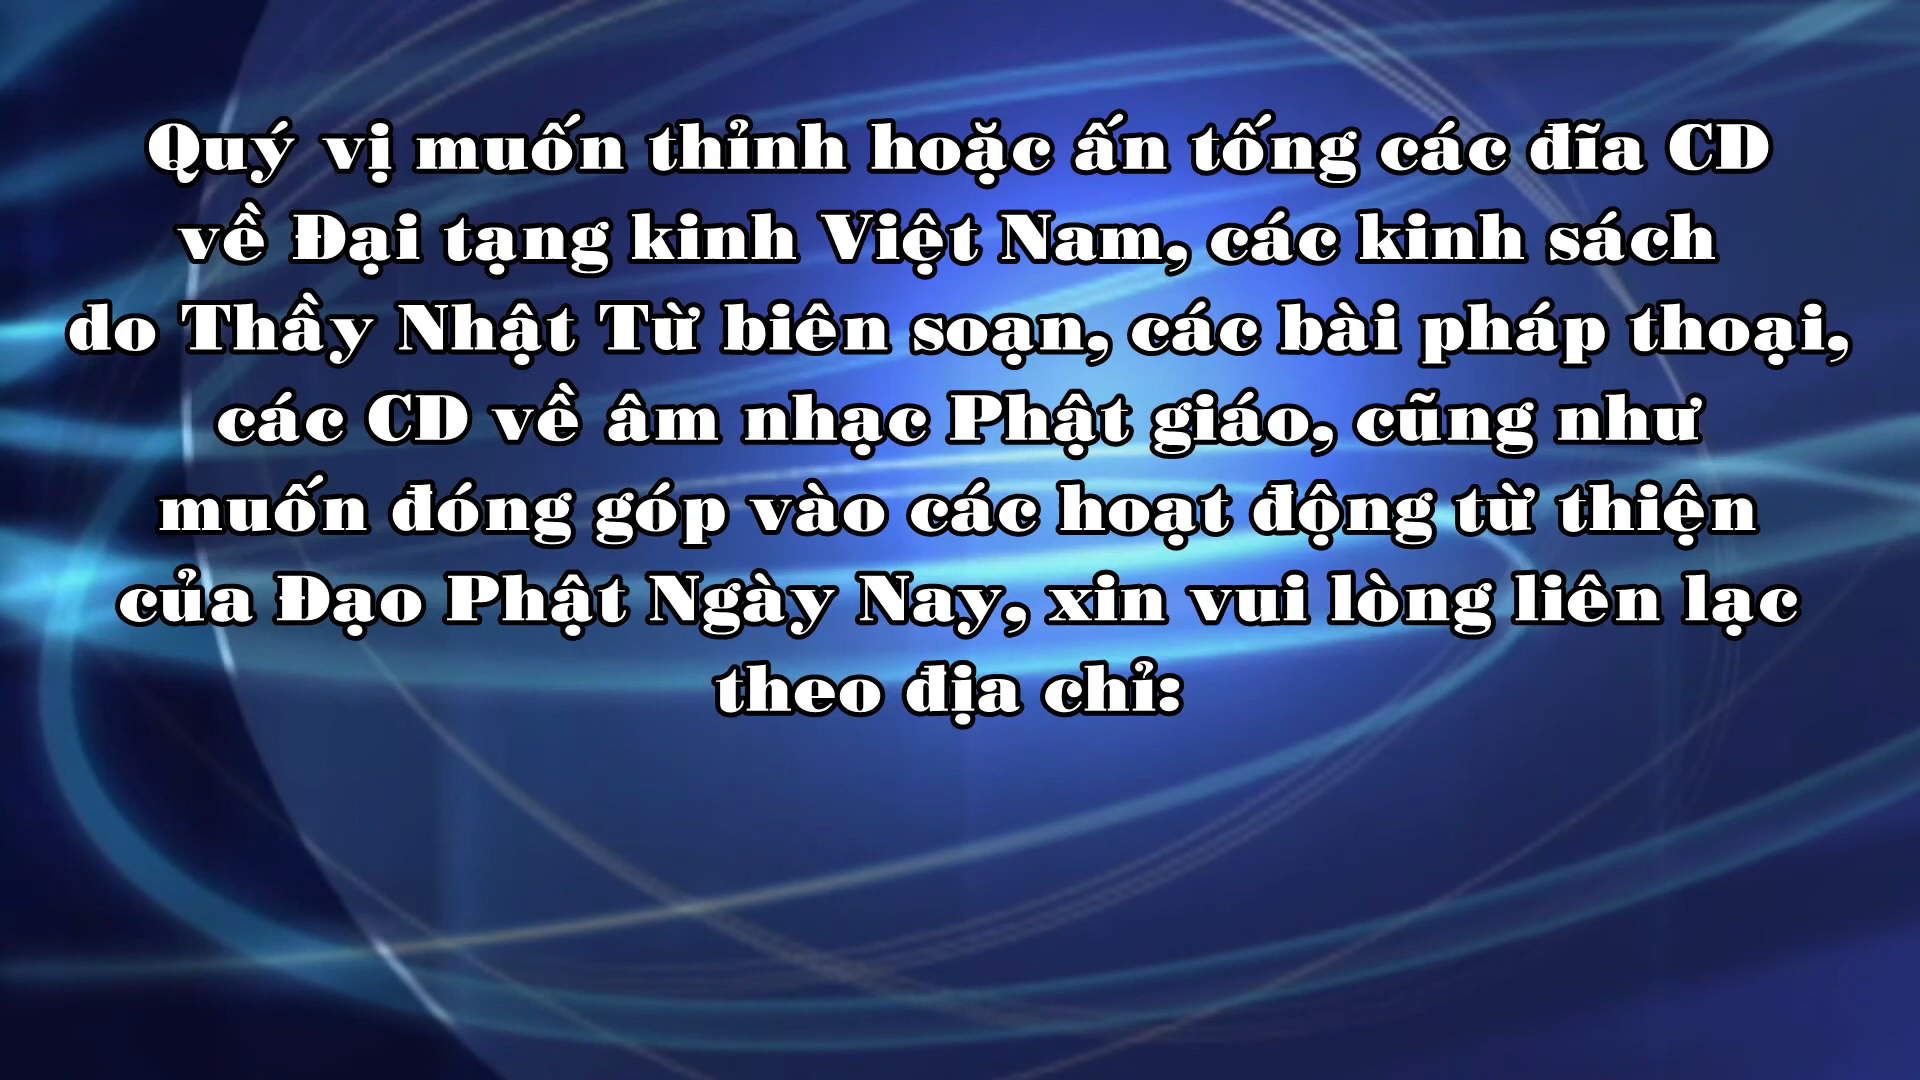 Quý vị muốn thỉnh hoặc ấn tống các đĩa CD
về Đại tạng kinh Việt Nam, các kinh sách
do Thầy Nhật Từ biên soạn, các bài pháp thoại,
các CD về âm nhạc Phật giáo, cũng như
muốn đóng góp vào các hoạt động từ thiện
của Đạo Phật Ngày Nay, xin vui lòng liên lạc
theo địa chỉ: